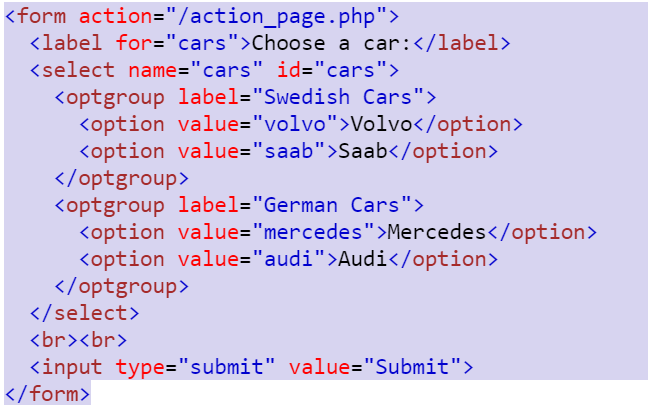 <form action="/action_page.php">
  <label for="cars">Choose a car:</label>
  <select name="cars" id="cars">
    <optgroup label="Swedish Cars">
      <option value="volvo">Volvo</option>
      <option value="saab">Saab</option>
    </optgroup>
    <optgroup label="German Cars">
      <option value="mercedes">Mercedes</option>
      <option value="audi">Audi</option>
    </optgroup>
  </select>
  <br><br>
  <input type="submit" value="Submit">
</form>